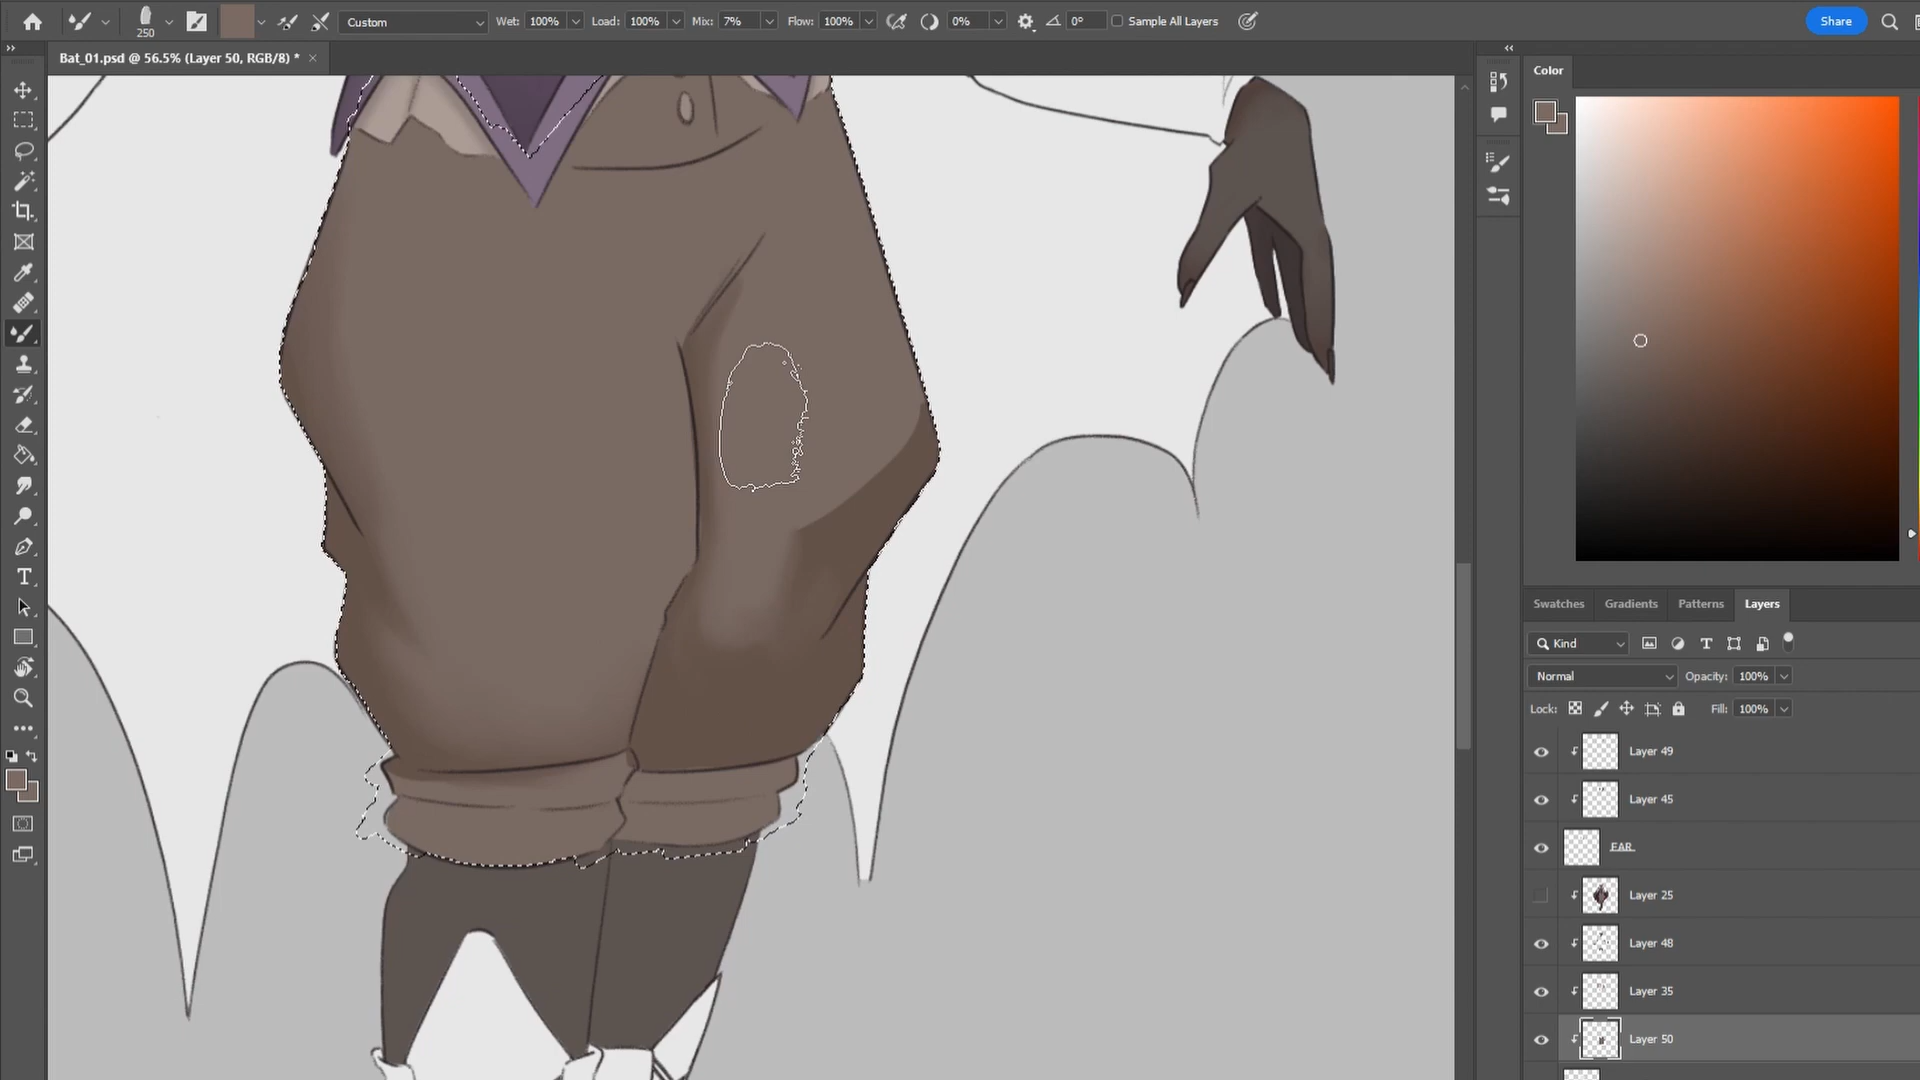 250
Custom
Wet: 100%
Load: 100%
Mix: 7%
Flow: 100%
0%
0°
Sample All Layers
Share
Bat_01.psd @ 56.5% (Layer 50, RGB/8) *
Color
Swatches
Gradients
Patterns
Layers
Kind
Normal
Opacity: 100%
Lock:
Fill: 100%
Layer 49
Layer 45
EAR
Layer 25
Layer 48
Layer 35
Layer 50